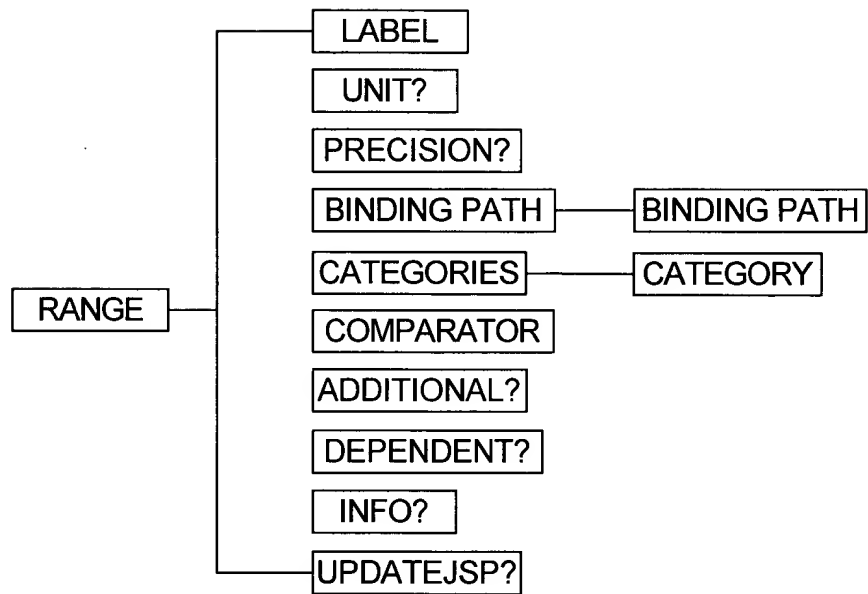 LABEL
UNIT?
PRECISION?
BINDING PATH BINDING PATH
CATEGORIES CATEGORY
RANGE
COMPARATOR
ADDITIONAL?
DEPENDENT?
INFO?
UPDATEJSP?